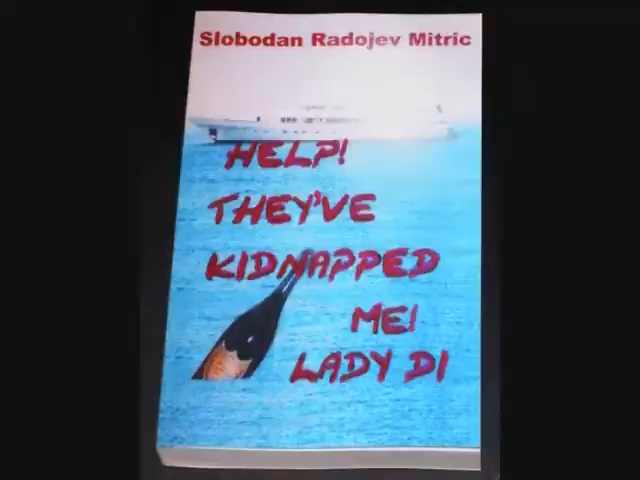 Slobodan Radojev Mitric
HELP!
THEY'VE
KIDNAPPED
ME!
LADY DI